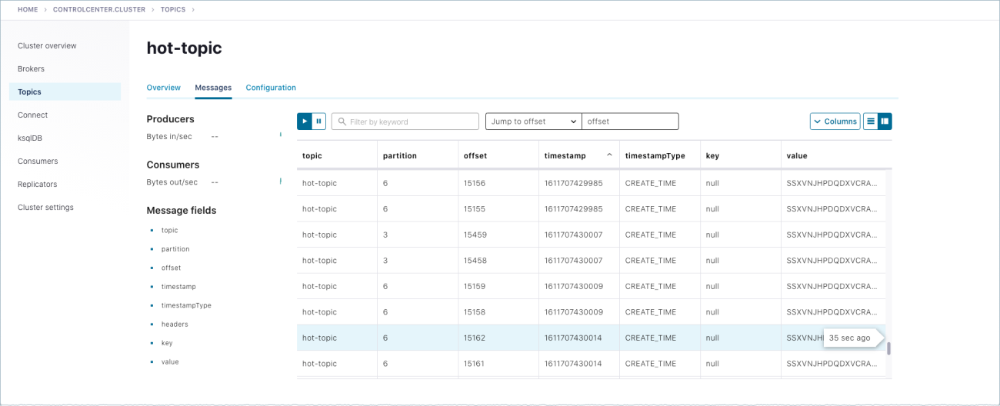 HOME > CONTROLCENTER.CLUSTER > TOPICS >
Cluster overview
Brokers
Topics
Connect
ksqlDB
Consumers
Replicators
Cluster settings
hot-topic
Overview Messages Configuration
Producers
Bytes in/sec --
Consumers
Bytes out/sec --
Message fields
topic
partition
offset
timestamp
timestampType
headers
key
value
Filter by keyword Jump to offset offset Columns
topic partition offset timestamp timestampType key value
hot-topic 6 15156 1611707429985 CREATE_TIME null SSXVNJHPDQDXVCRA...
hot-topic 6 15155 1611707429985 CREATE_TIME null SSXVNJHPDQDXVCRA...
hot-topic 3 15459 1611707430007 CREATE_TIME null SSXVNJHPDQDXVCRA...
hot-topic 3 15458 1611707430007 CREATE_TIME null SSXVNJHPDQDXVCRA...
hot-topic 6 15159 1611707430009 CREATE_TIME null SSXVNJHPDQDXVCRA...
hot-topic 6 15158 1611707430009 CREATE_TIME null SSXVNJHPDQDXVCRA...
hot-topic 6 15162 1611707430014 CREATE_TIME null SSXVNJH 35 sec ago
hot-topic 6 15161 1611707430014 CREATE_TIME null SSXVNJHPDQDXVCRA...